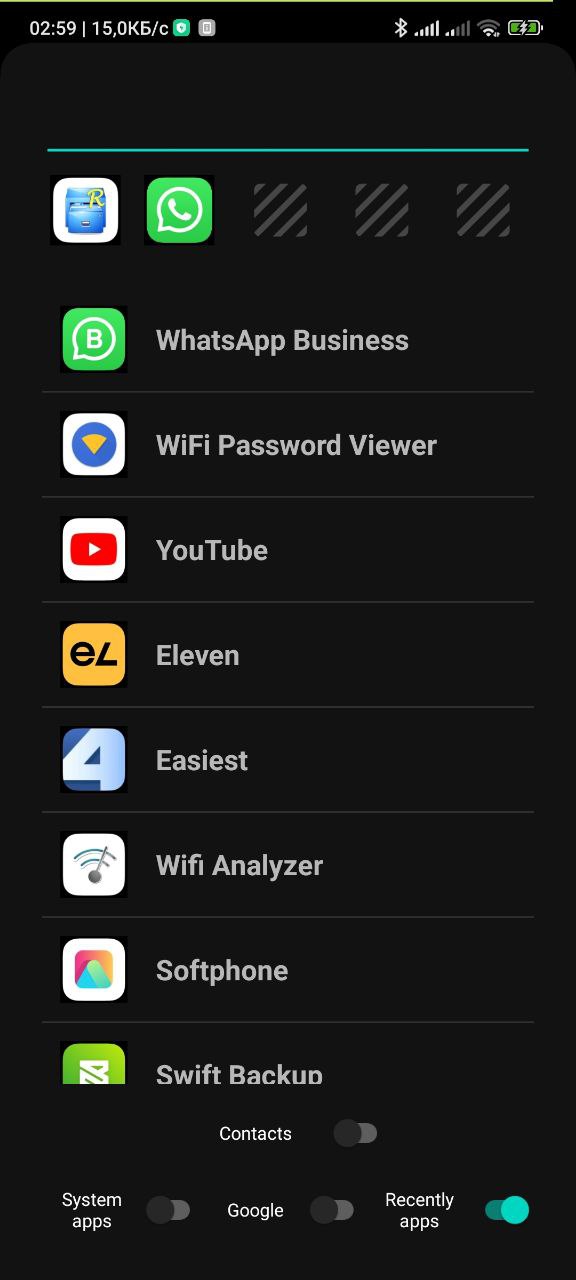 02:59 | 15,0КБ/с
WhatsApp Business
WiFi Password Viewer
YouTube
Eleven
Easiest
Wifi Analyzer
Softphone
Swift Backup
Contacts
System apps
Google
Recently apps